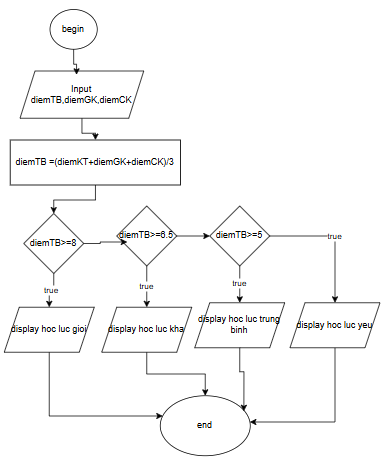 begin
Input
diemTB,diemGK,diemCK
diemTB =(diemKT+diemGK+diemCK)/3
diemTB>=8
diemTB>=6.5
diemTB>=5
true
true
true
true
display hoc luc gioi
display hoc luc kha
display hoc luc trung
binh
display hoc luc yeu
end